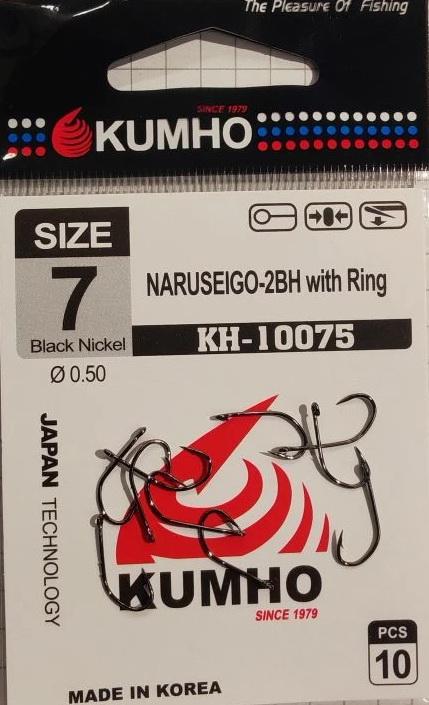 The Pleasure Of Fishing
SINCE 1979
KUMHO
SIZE
7
Black Nickel
NARUSEIGO-2BH with Ring
KH-10075
Ø 0.50
JAPAN TECHNOLOGY
KUMHO
SINCE 1979
PCS
10
MADE IN KOREA